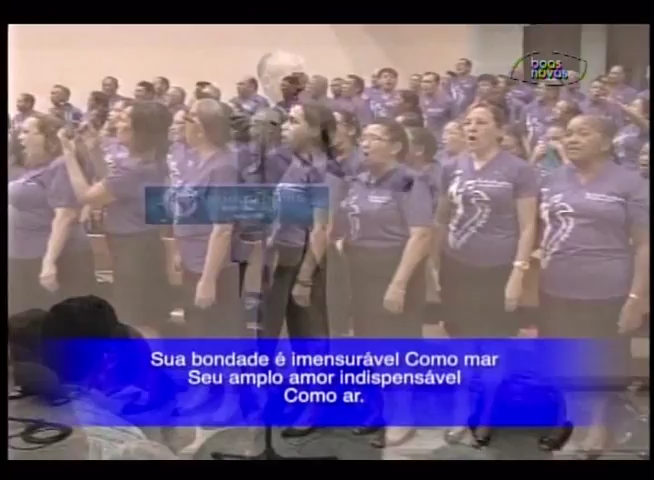 boas
novas
Sua bondade é imensurável Como mar
Seu amplo amor indispensável
Como ar.